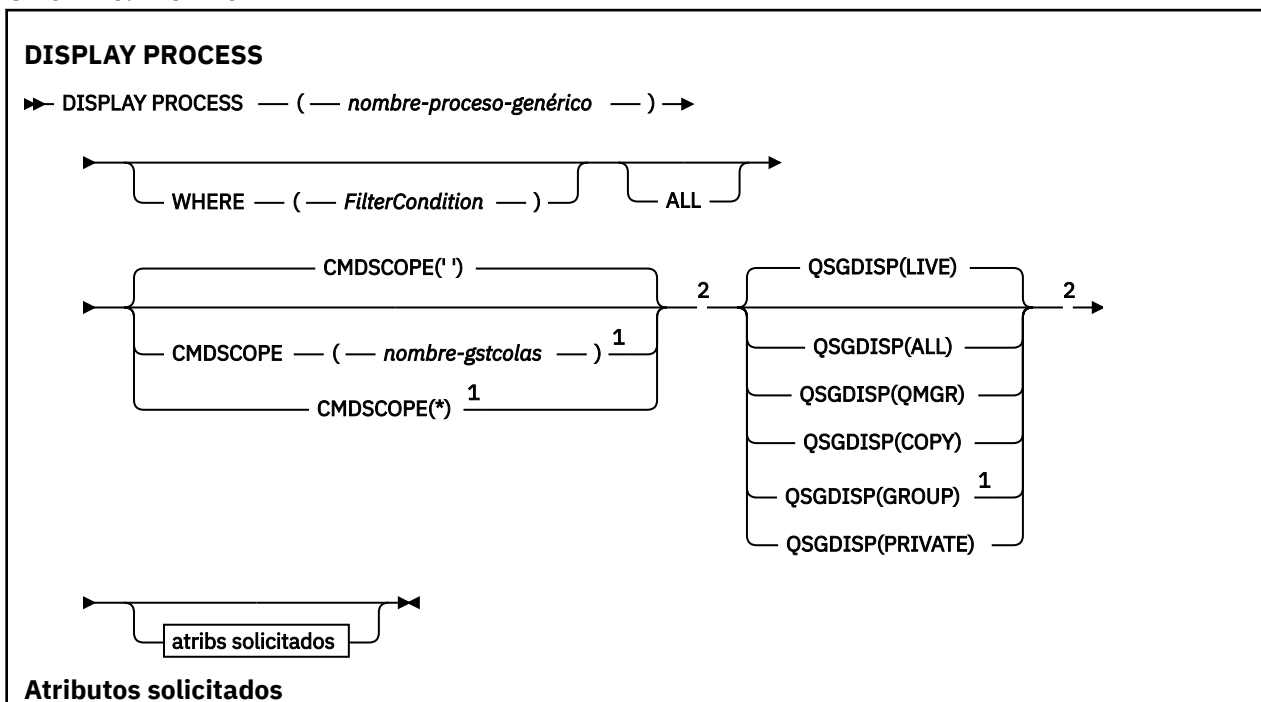 DISPLAY PROCESS
DISPLAY PROCESS ( nombre-proceso-genérico )
WHERE ( FilterCondition ) ALL
CMDSCOPE(' ') 2 QSGDISP(LIVE) 2
CMDSCOPE ( nombre-gstcolas ) 1 QSGDISP(ALL)
CMDSCOPE(*) 1 QSGDISP(QMGR)
QSGDISP(COPY)
QSGDISP(GROUP) 1
QSGDISP(PRIVATE)
atribs solicitados
Atributos solicitados